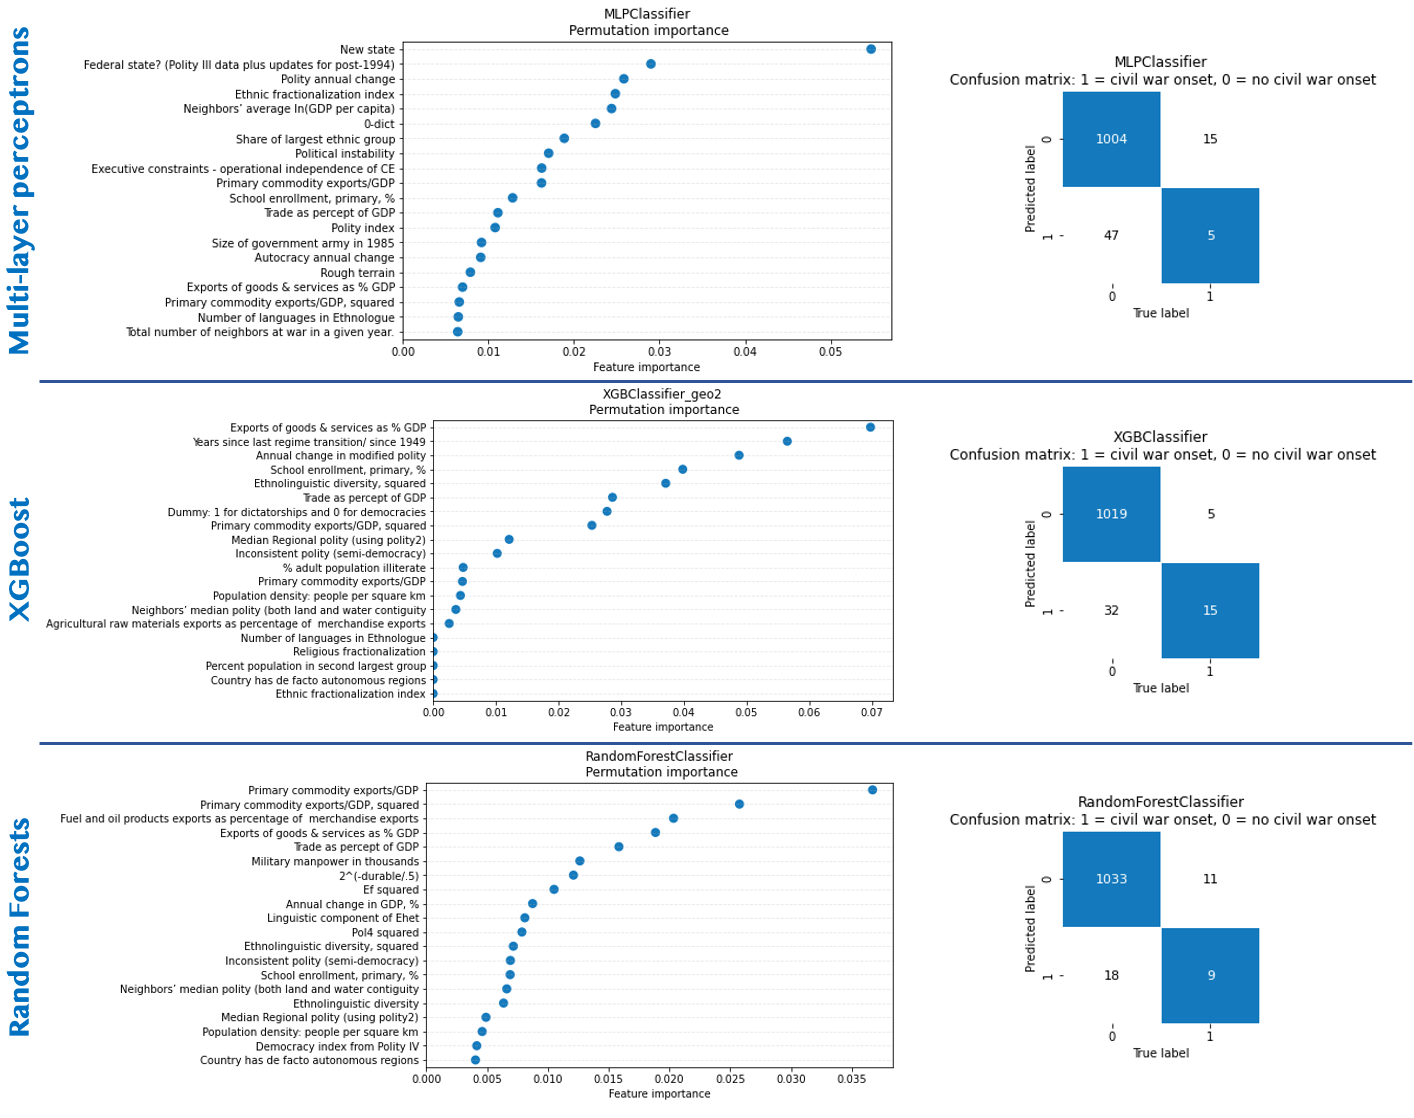 Multi-layer perceptrons
MLPClassifier
Permutation importance
New state
Federal state? (Polity III data plus updates for post-1994)
Polity annual change
Ethnic fractionalization index
Neighbors’ average ln(GDP per capita)
0-dict
Share of largest ethnic group
Political instability
Executive constraints - operational independence of CE
Primary commodity exports/GDP
School enrollment, primary, %
Trade as percept of GDP
Polity index
Size of government army in 1985
Autocracy annual change
Rough terrain
Exports of goods & services as % GDP
Primary commodity exports/GDP, squared
Number of languages in Ethnologue
Total number of neighbors at war in a given year.
0.00 0.01 0.02 0.03 0.04 0.05
Feature importance
MLPClassifier
Confusion matrix: 1 = civil war onset, 0 = no civil war onset
Predicted label
0 1004 15
1 47 5
0 1
True label
XGBoost
XGBClassifier_geo2
Permutation importance
Exports of goods & services as % GDP
Years since last regime transition/ since 1949
Annual change in modified polity
School enrollment, primary, %
Ethnolinguistic diversity, squared
Trade as percept of GDP
Dummy: 1 for dictatorships and 0 for democracies
Primary commodity exports/GDP, squared
Median Regional polity (using polity2)
Inconsistent polity (semi-democracy)
% adult population illiterate
Primary commodity exports/GDP
Population density: people per square km
Neighbors’ median polity (both land and water contiguity
Agricultural raw materials exports as percentage of  merchandise exports
Number of languages in Ethnologue
Religious fractionalization
Percent population in second largest group
Country has de facto autonomous regions
Ethnic fractionalization index
0.00 0.01 0.02 0.03 0.04 0.05 0.06 0.07
Feature importance
XGBClassifier
Confusion matrix: 1 = civil war onset, 0 = no civil war onset
Predicted label
0 1019 5
1 32 15
0 1
True label
Random Forests
RandomForestClassifier
Permutation importance
Primary commodity exports/GDP
Primary commodity exports/GDP, squared
Fuel and oil products exports as percentage of  merchandise exports
Exports of goods & services as % GDP
Trade as percept of GDP
Military manpower in thousands
2^(-durable/.5)
Ef squared
Annual change in GDP, %
Linguistic component of Ehet
Pol4 squared
Ethnolinguistic diversity, squared
Inconsistent polity (semi-democracy)
School enrollment, primary, %
Neighbors’ median polity (both land and water contiguity
Ethnolinguistic diversity
Median Regional polity (using polity2)
Population density: people per square km
Democracy index from Polity IV
Country has de facto autonomous regions
0.000 0.005 0.010 0.015 0.020 0.025 0.030 0.035
Feature importance
RandomForestClassifier
Confusion matrix: 1 = civil war onset, 0 = no civil war onset
Predicted label
0 1033 11
1 18 9
0 1
True label